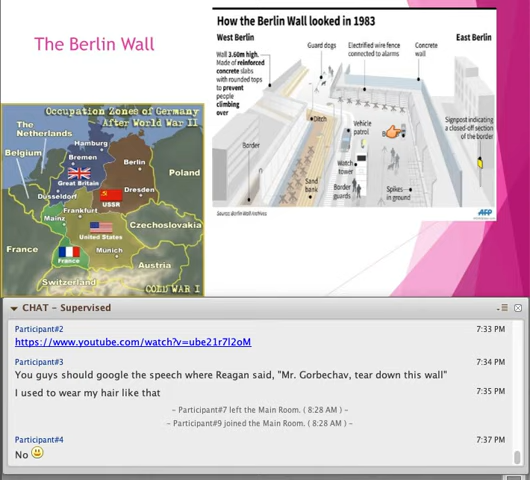 The Berlin Wall
How the Berlin Wall looked in 1983
West Berlin
East Berlin
Wall 3.60m high.
Made of reinforced
concrete slabs
with rounded tops
to prevent
people
climbing
over
Guard dogs
Electrified wire fence
connected to alarms
Concrete
wall
Ditch
Vehicle
patrol
Signpost indicating
a closed-off section
of the border
Border
Watch
tower
Sand
bank
Border
guards
Spikes
in ground
Source: Berlin Wall Archives
AFP
Occupation Zones of Germany
After World War II
The
Netherlands
Belgium
Hamburg
Bremen
Berlin
Poland
Great Britain
Dusseldorf
Dresden
USSR
Frankfurt
Mainz
Czechoslovakia
United States
France
France
Munich
Austria
Switzerland
COLD WAR I
CHAT - Supervised
Participant#2
7:33 PM
https://www.youtube.com/watch?v=ube21r7l2oM
Participant#3
7:34 PM
You guys should google the speech where Reagan said, "Mr. Gorbechav, tear down this wall"
I used to wear my hair like that
7:35 PM
- Participant#7 left the Main Room. ( 8:28 AM ) -
- Participant#9 joined the Main Room. ( 8:28 AM ) -
Participant#4
7:37 PM
No